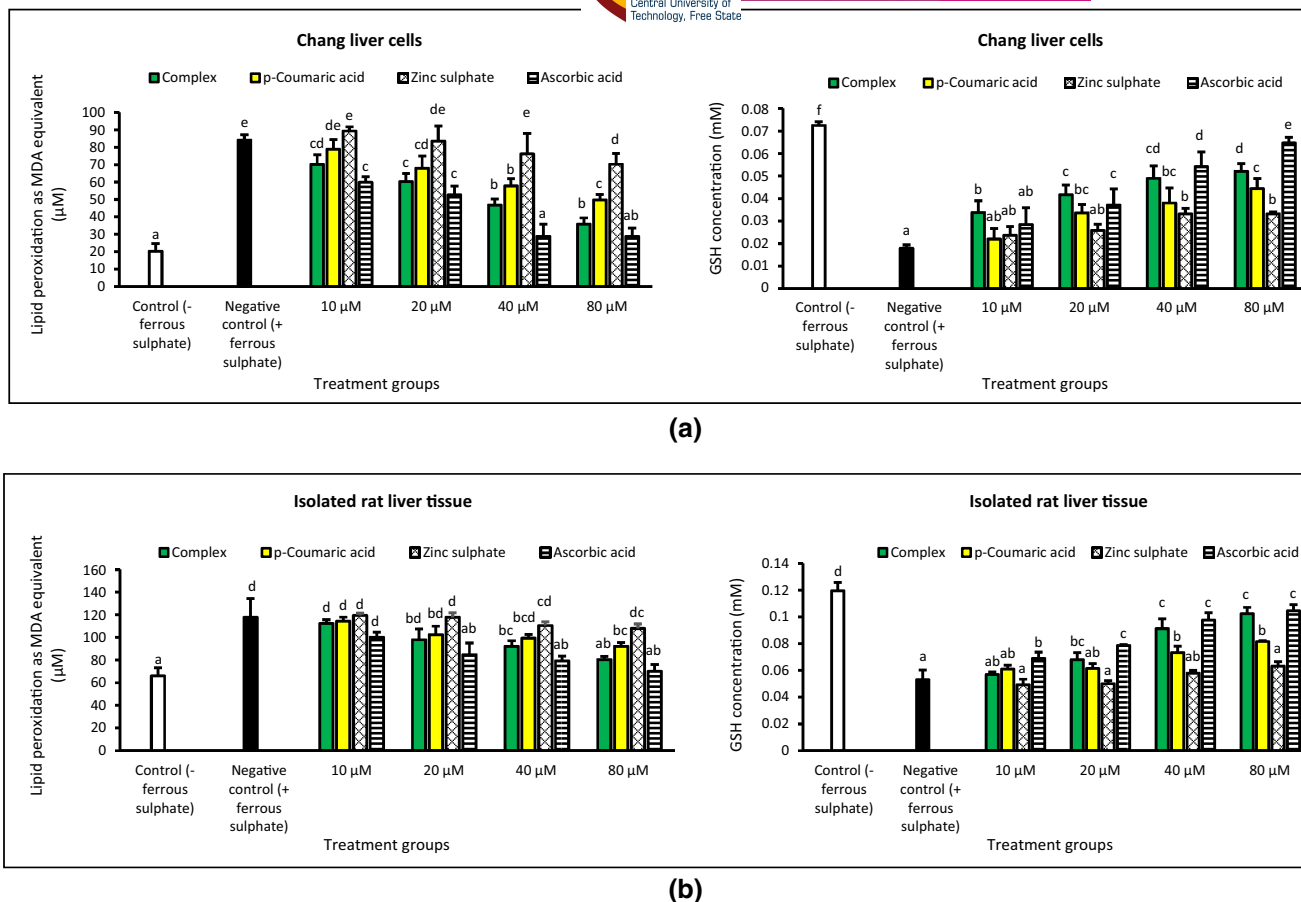 Central University of
Technology, Free State
Chang liver cells
Complex p-Coumaric acid Zinc sulphate Ascorbic acid
Lipid peroxidation as MDA equivalent
(µM)
100
90
80
70
60
50
40
30
20
10
0
a
e
cd de e c
c cd de c
b b e a
b c d ab
Control (-
ferrous
sulphate)
Negative
control (+
ferrous
sulphate)
10 µM
20 µM
40 µM
80 µM
Treatment groups
Chang liver cells
Complex p-Coumaric acid Zinc sulphate Ascorbic acid
GSH concentration (mM)
0.08
0.07
0.06
0.05
0.04
0.03
0.02
0.01
0
f
a
b ab ab ab
c bc ab c
cd bc b d
d c b e
Control (-
ferrous
sulphate)
Negative
control (+
ferrous
sulphate)
10 µM
20 µM
40 µM
80 µM
Treatment groups
(a)
Isolated rat liver tissue
Complex p-Coumaric acid Zinc sulphate Ascorbic acid
Lipid peroxidation as MDA equivalent
(µM)
160
140
120
100
80
60
40
20
0
a
d
d d d d
bd bd d ab
bc bcd cd ab
ab bc dc ab
Control (-
ferrous
sulphate)
Negative
control (+
ferrous
sulphate)
10 µM
20 µM
40 µM
80 µM
Treatment groups
Isolated rat liver tissue
Complex p-Coumaric acid Zinc sulphate Ascorbic acid
GSH concentration (mM)
0.14
0.12
0.1
0.08
0.06
0.04
0.02
0
d
a
ab ab a b
bc ab a c
c b ab c
c b a c
Control (-
ferrous
sulphate)
Negative
control (+
ferrous
sulphate)
10 µM
20 µM
40 µM
80 µM
Treatment groups
(b)